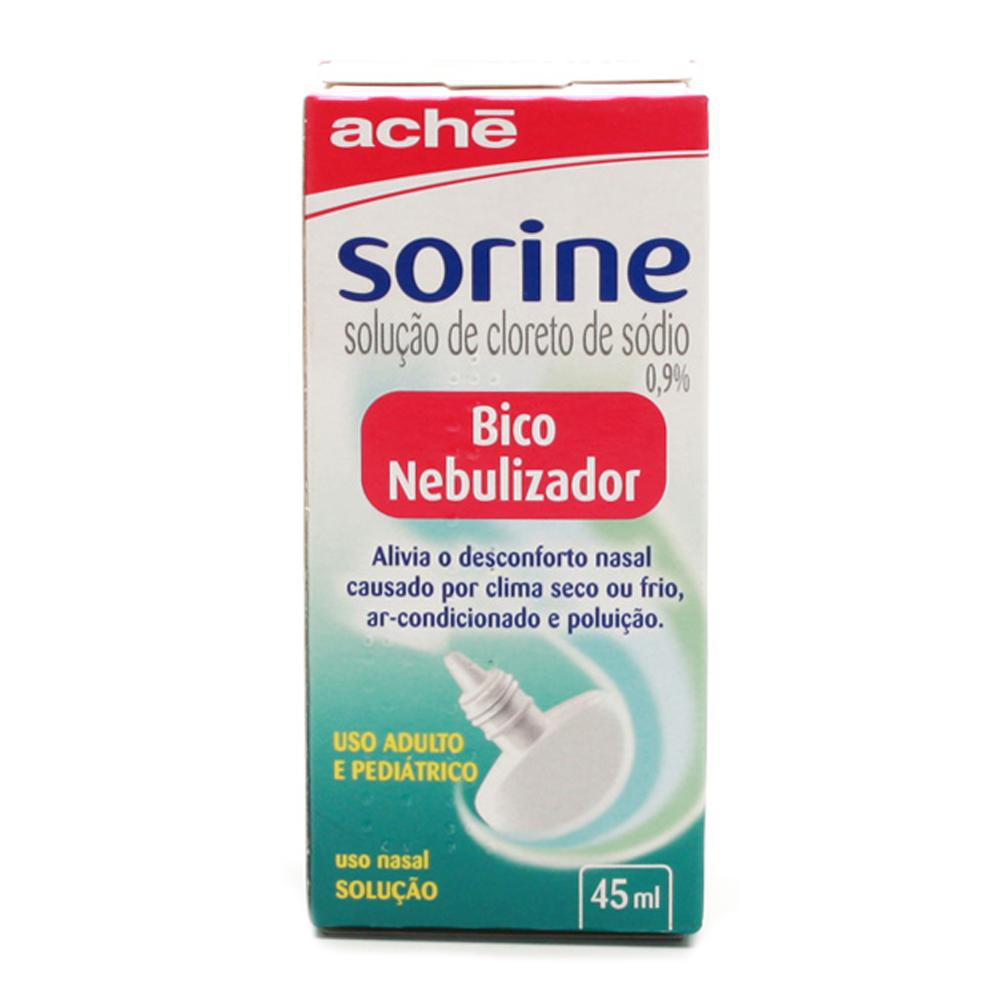 achē
sorine
solução de cloreto de sódio
0,9%
Bico
Nebulizador
Alivia o desconforto nasal
causado por clima seco ou frio,
ar-condicionado e poluição.
USO ADULTO
E PEDIÁTRICO
uso nasal
SOLUÇÃO
45 ml